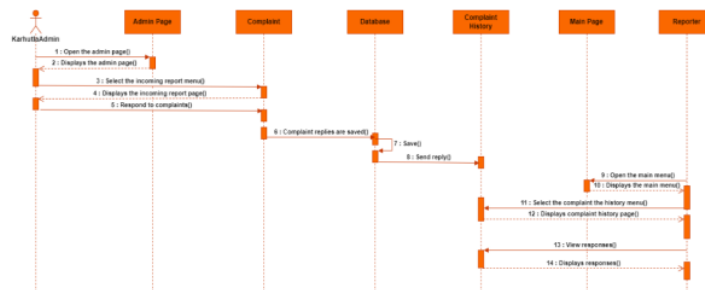 Admin Page
Complaint
Database
Complaint
History
Main Page
Reporter
KarhutlaAdmin
1 : Open the admin page()
2 : Displays the admin page()
3 : Select the incoming report menu()
4 : Displays the incoming report page()
5 : Respond to complaints()
6 : Complaint replies are saved()
7 : Save()
8 : Send reply()
9 : Open the main menu()
10 : Displays the main menu()
11 : Select the complaint the history menu()
12 : Displays complaint history page()
13 : View responses()
14 : Displays responses()